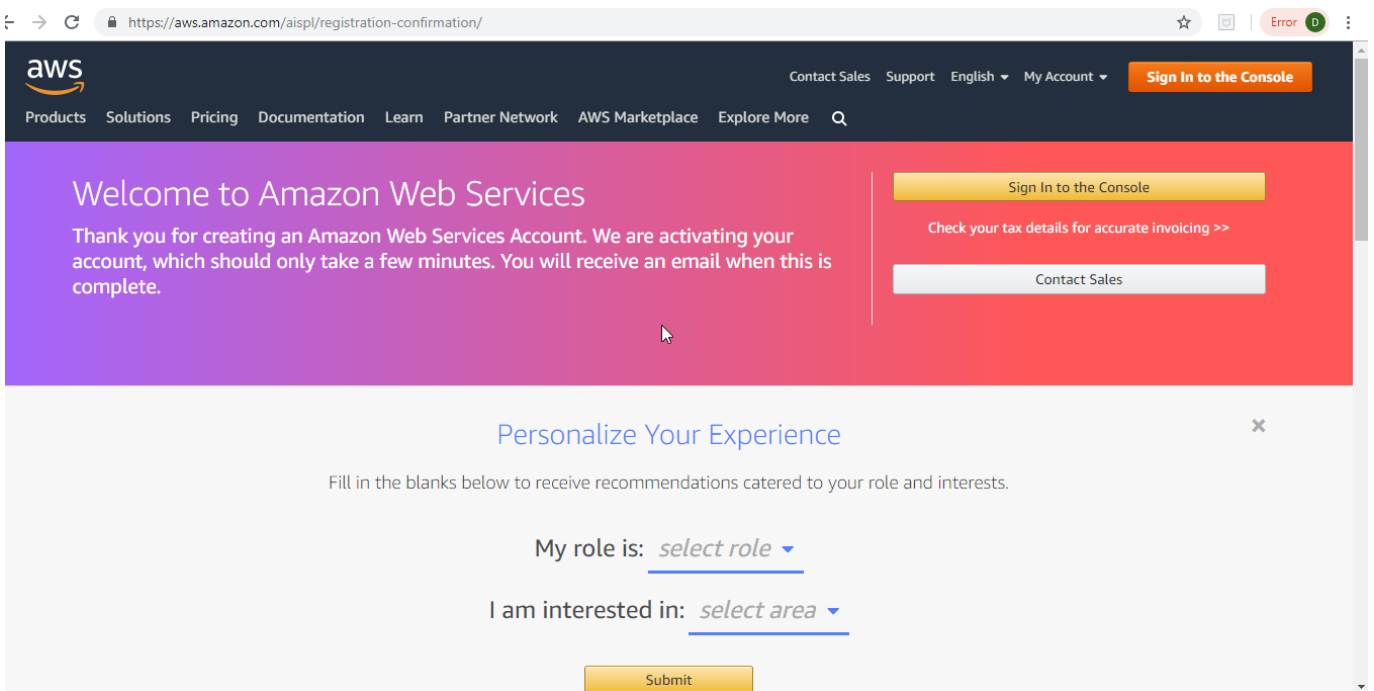 https://aws.amazon.com/aispl/registration-confirmation/
Error D
aws
Contact Sales Support English My Account Sign In to the Console
Products Solutions Pricing Documentation Learn Partner Network AWS Marketplace Explore More
Welcome to Amazon Web Services
Thank you for creating an Amazon Web Services Account. We are activating your
account, which should only take a few minutes. You will receive an email when this is
complete.
Sign In to the Console
Check your tax details for accurate invoicing >>
Contact Sales
Personalize Your Experience
Fill in the blanks below to receive recommendations catered to your role and interests.
My role is: select role
I am interested in: select area
Submit